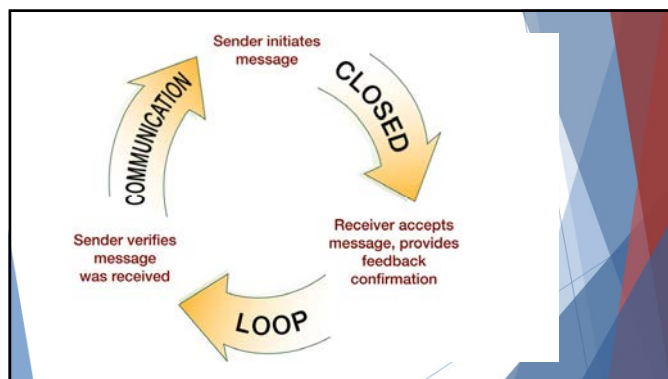 Sender initiates
message
CLOSED
Receiver accepts
message, provides
feedback
confirmation
LOOP
Sender verifies
message
was received
COMMUNICATION